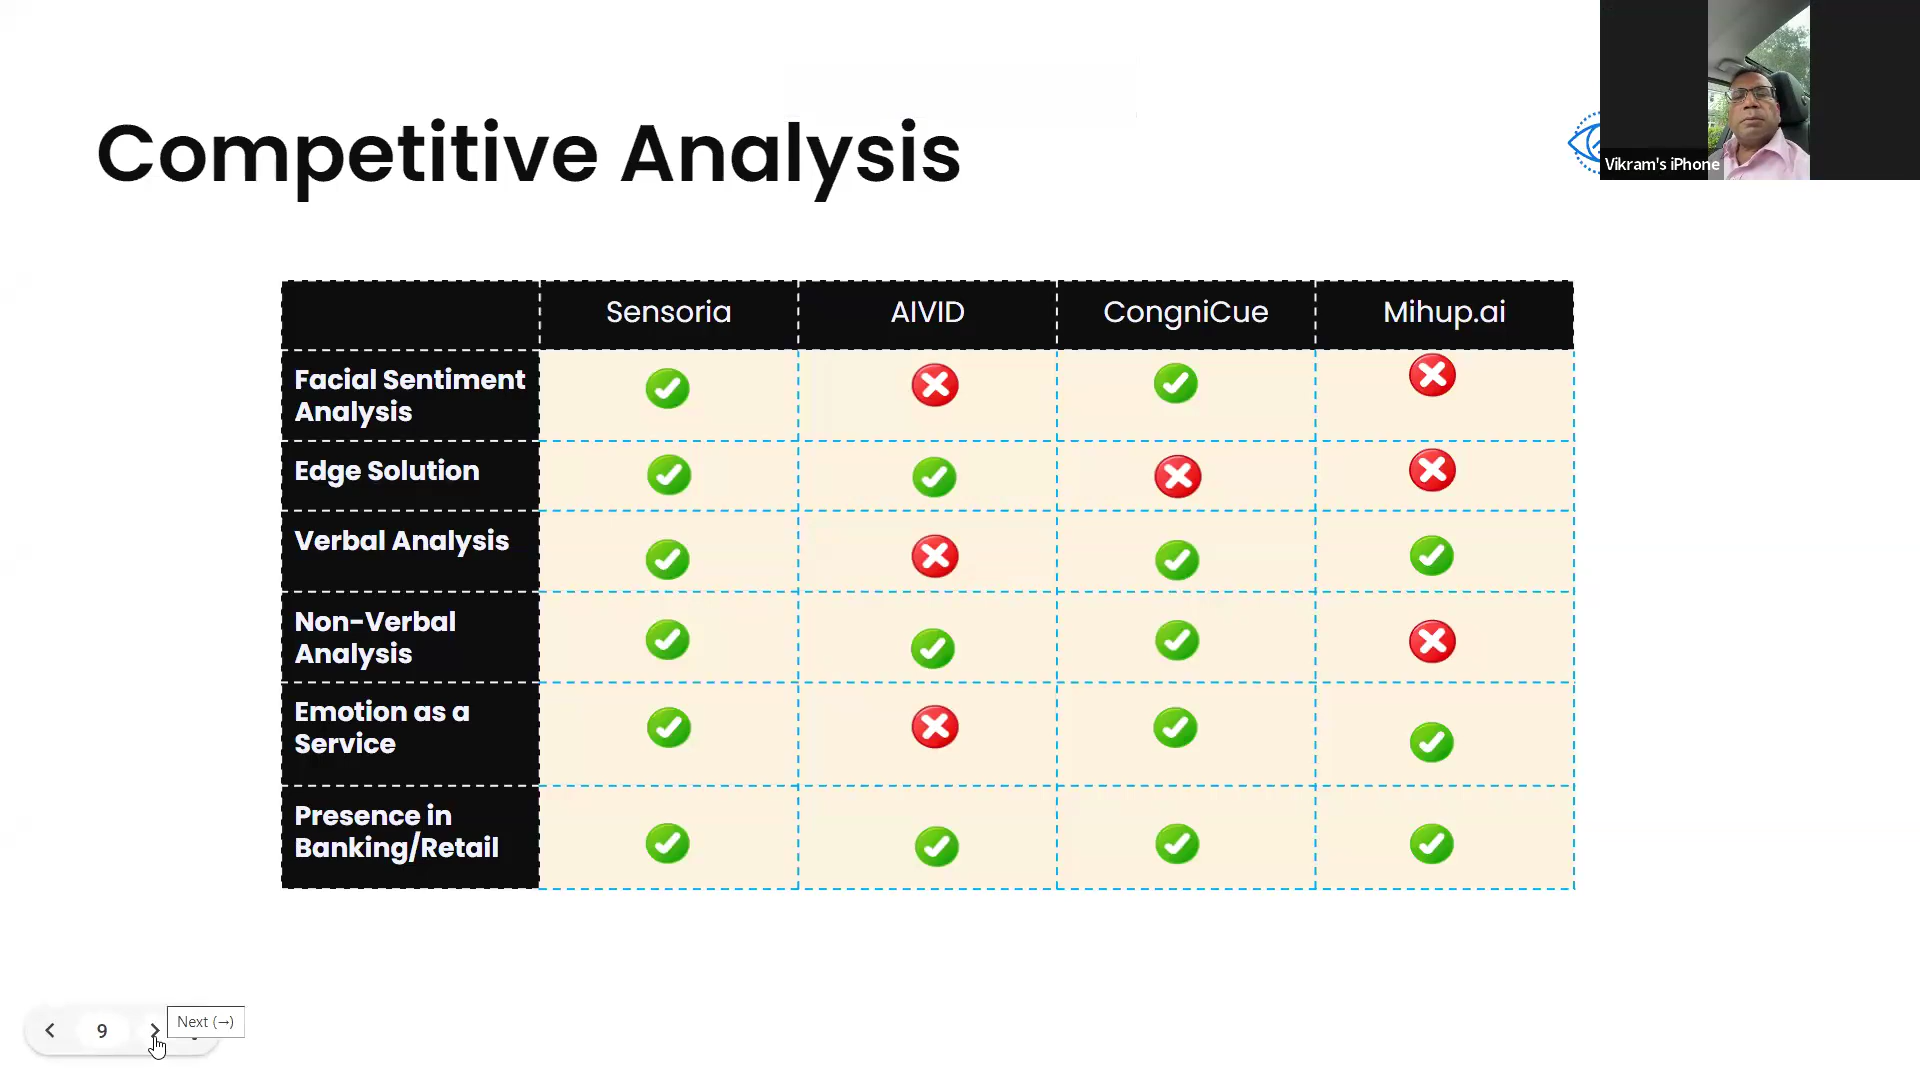 Competitive Analysis
Vikram's iPhone
Sensoria AIVID CongniCue Mihup.ai
Facial Sentiment
Analysis
Edge Solution
Verbal Analysis
Non-Verbal
Analysis
Emotion as a
Service
Presence in
Banking/Retail
9
Next (→)